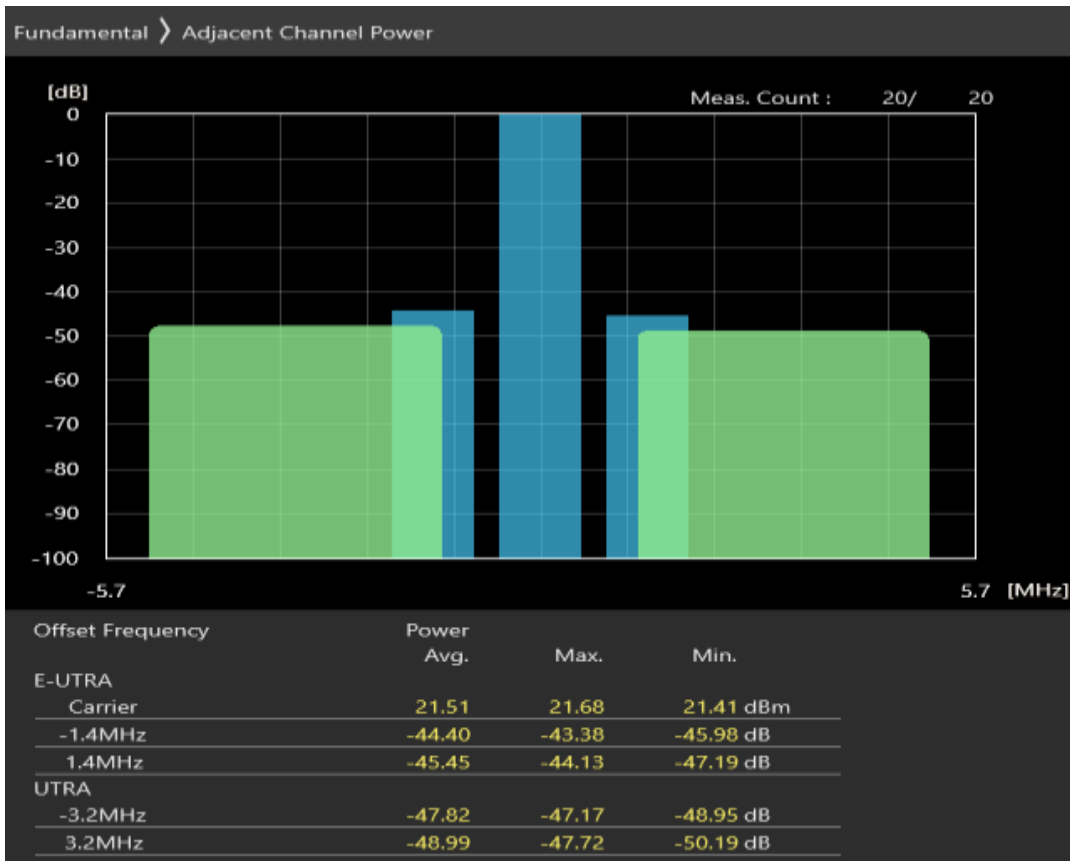 Fundamental 〉 Adjacent Channel Power
[dB]
Meas. Count : 20/ 20
0
-10
-20
-30
-40
-50
-60
-70
-80
-90
-100
-5.7 5.7 [MHz]
Offset Frequency Power
Avg. Max. Min.
E-UTRA
Carrier 21.51 21.68 21.41 dBm
-1.4MHz -44.40 -43.38 -45.98 dB
1.4MHz -45.45 -44.13 -47.19 dB
UTRA
-3.2MHz -47.82 -47.17 -48.95 dB
3.2MHz -48.99 -47.72 -50.19 dB